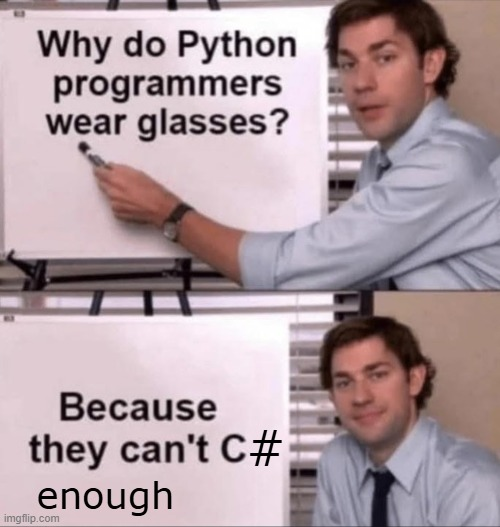 Why do Python
programmers
wear glasses?
Because
they can't C#
enough
imgflip.com